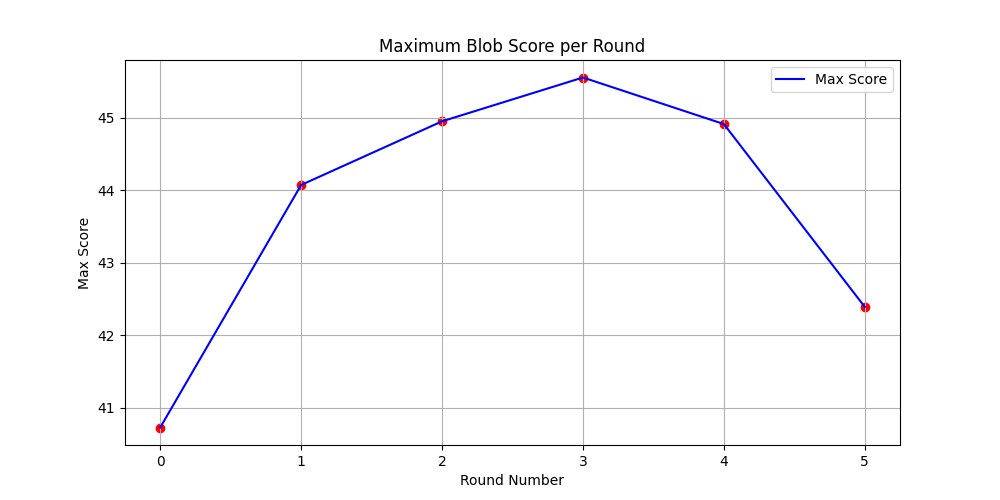 Maximum Blob Score per Round
Max Score
45
44
43
42
41
Max Score
0 1 2 3 4 5
Round Number